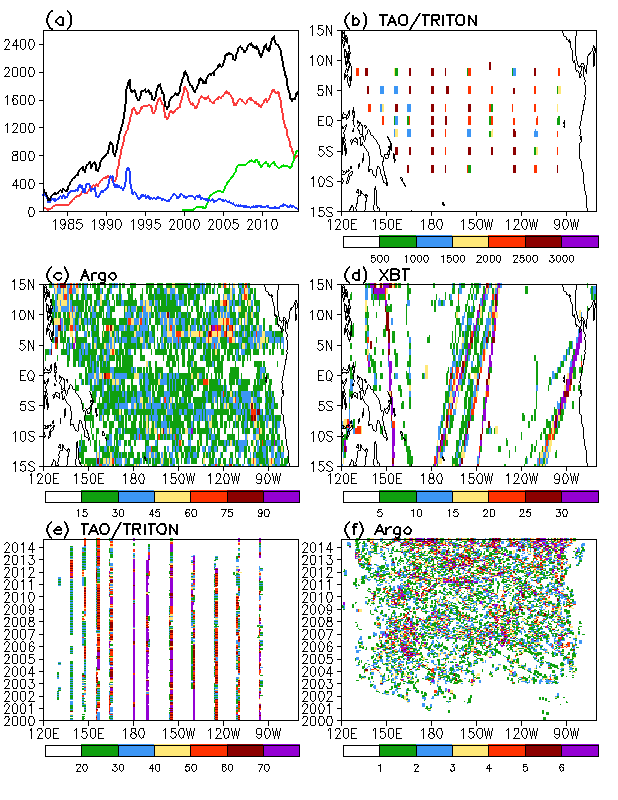 (a)
2400
2000
1600
1200
800
400
0
1985 1990 1995 2000 2005 2010
(b) TAO/TRITON
15N
10N
5N
EQ
5S
10S
15S
120E 150E 180 150W 120W 90W
500 1000 1500 2000 2500 3000
(c) Argo
15N
10N
5N
EQ
5S
10S
15S
120E 150E 180 150W 120W 90W
15 30 45 60 75 90
(d) XBT
15N
10N
5N
EQ
5S
10S
15S
120E 150E 180 150W 120W 90W
5 10 15 20 25 30
(e) TAO/TRITON
2014
2013
2012
2011
2010
2009
2008
2007
2006
2005
2004
2003
2002
2001
2000
120E 150E 180 150W 120W 90W
20 30 40 50 60 70
(f) Argo
2014
2013
2012
2011
2010
2009
2008
2007
2006
2005
2004
2003
2002
2001
2000
120E 150E 180 150W 120W 90W
1 2 3 4 5 6